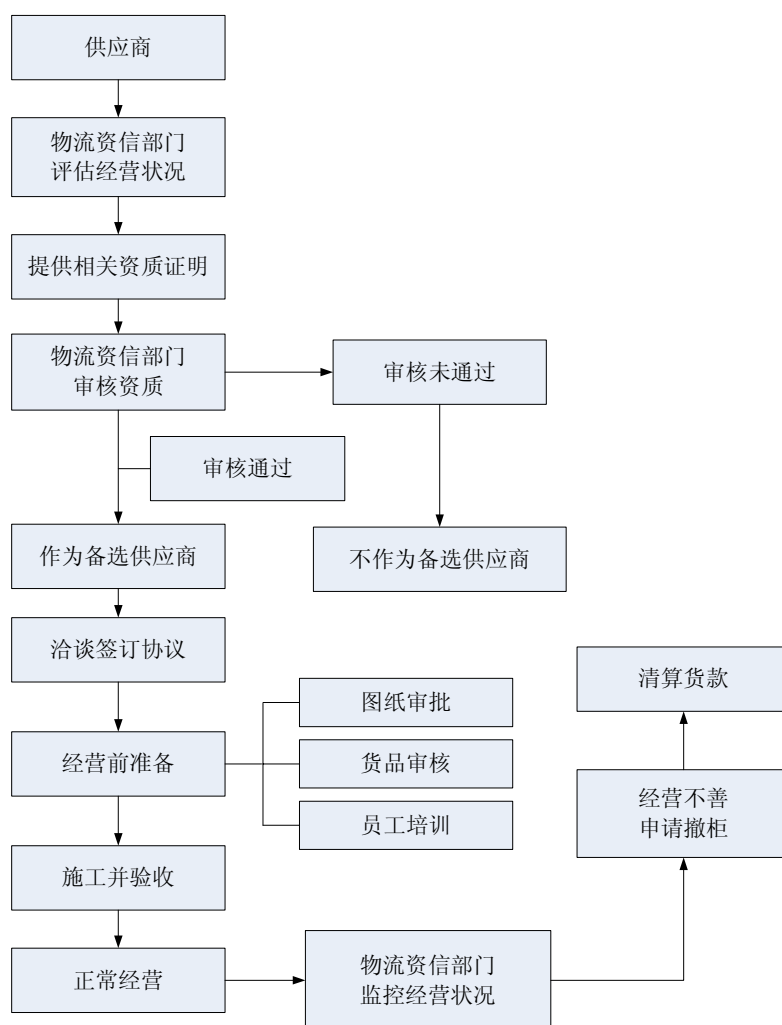 供应商
物流资信部门
评估经营状况
提供相关资质证明
物流资信部门
审核资质
审核未通过
审核通过
作为备选供应商
不作为备选供应商
洽谈签订协议
清算货款
图纸审批
经营前准备
货品审核
经营不善
申请撤柜
员工培训
施工并验收
正常经营
物流资信部门
监控经营状况